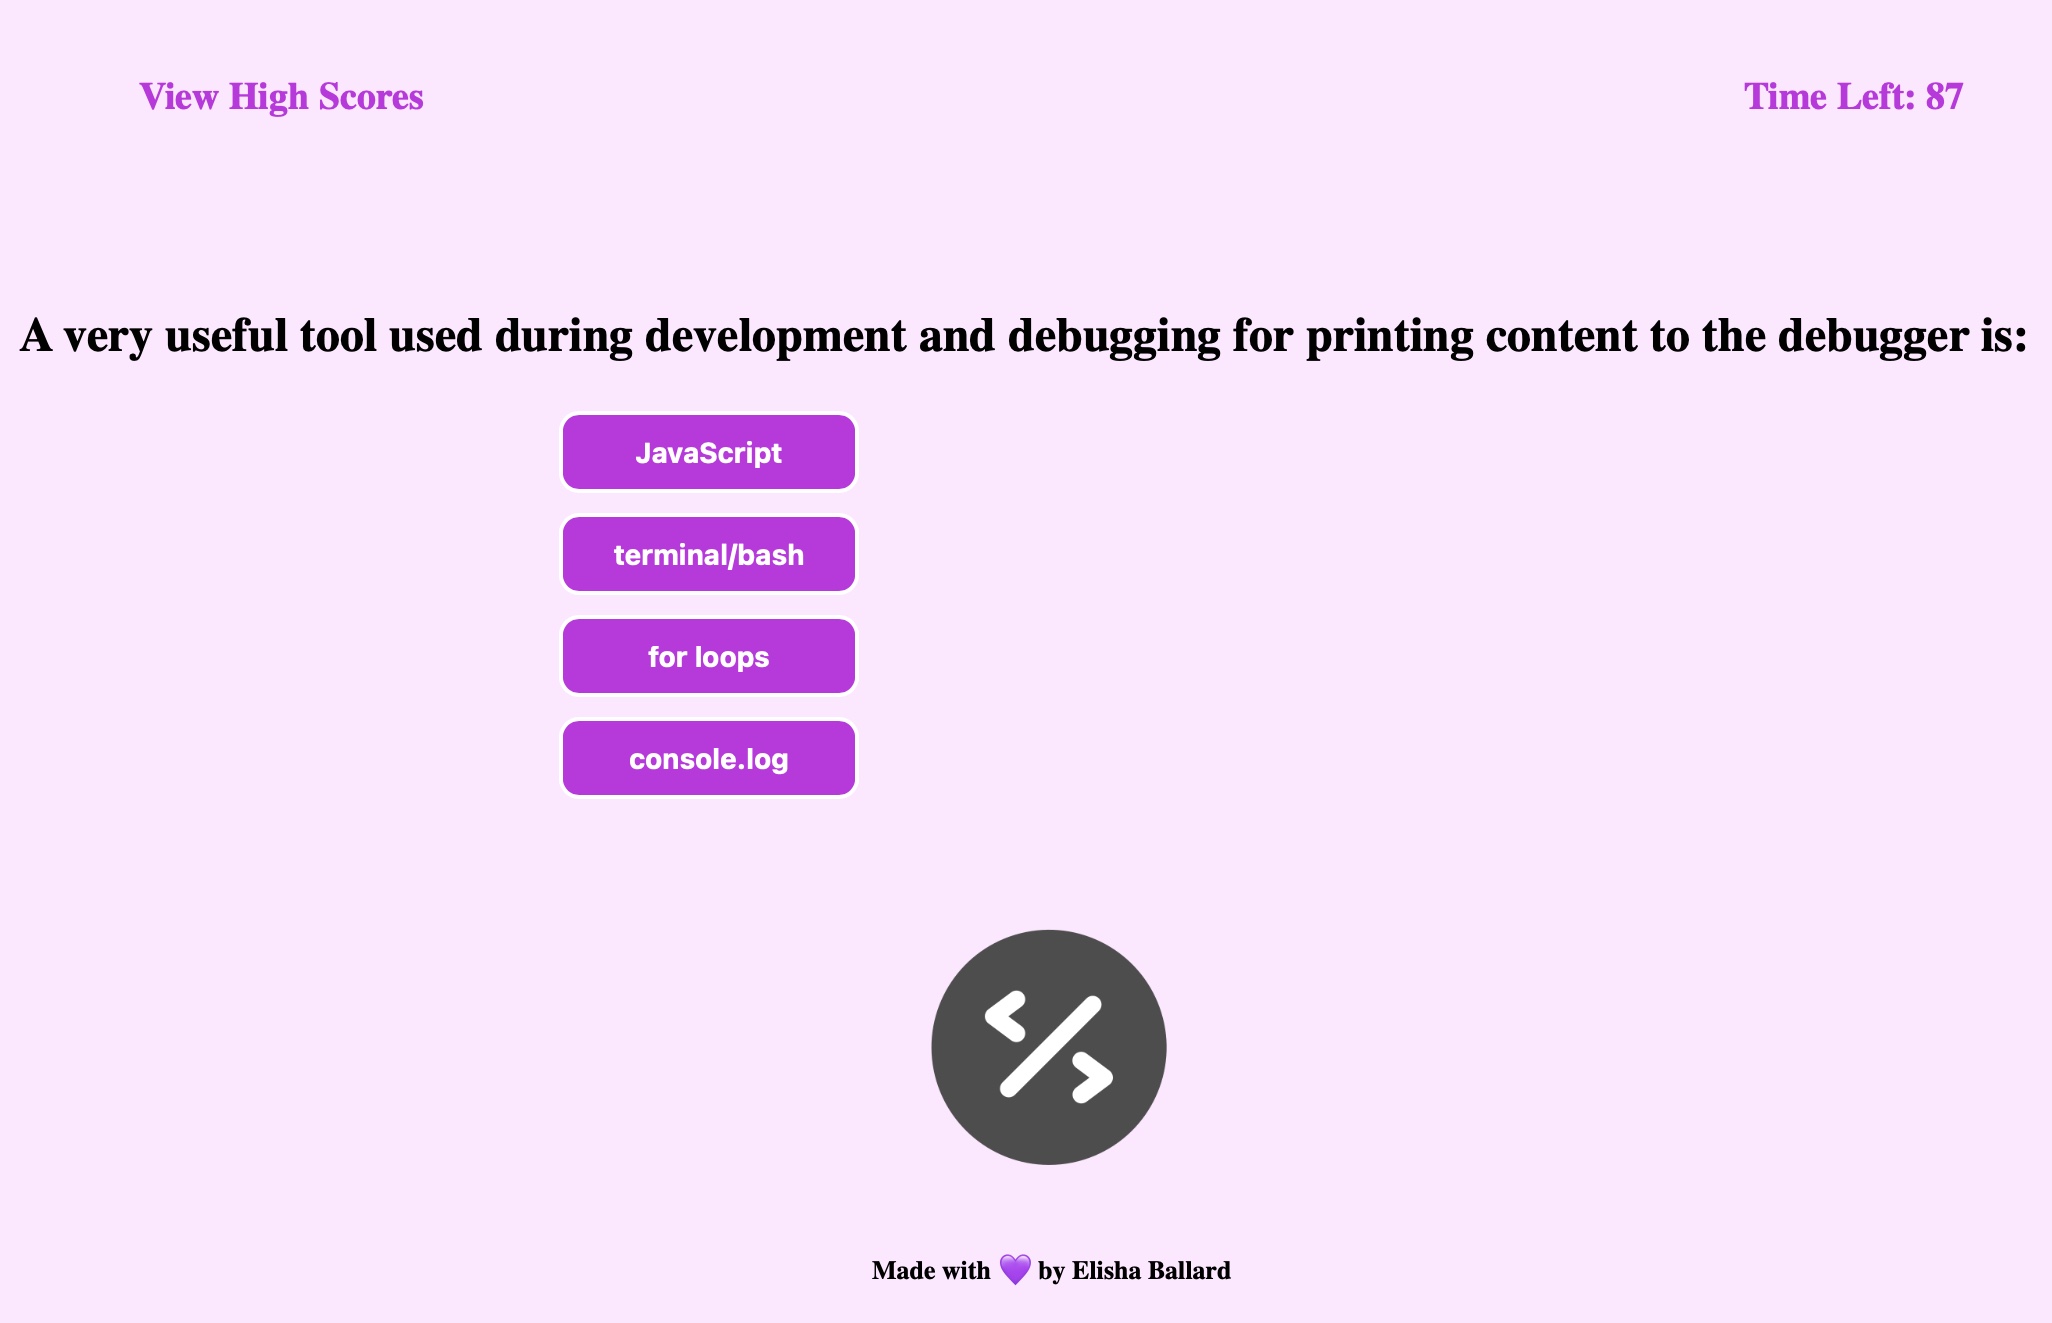 View High Scores
Time Left: 87
A very useful tool used during development and debugging for printing content to the debugger is:
JavaScript
terminal/bash
for loops
console.log
Made with 💜 by Elisha Ballard